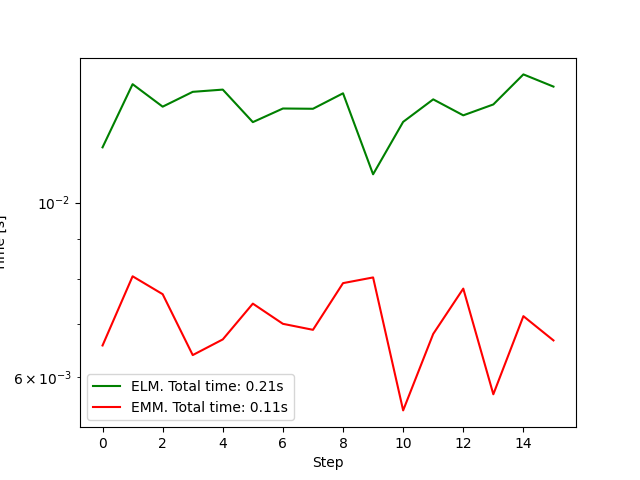 10⁻²
6 × 10⁻³
ELM. Total time: 0.21s
EMM. Total time: 0.11s
0 2 4 6 8 10 12 14
Step